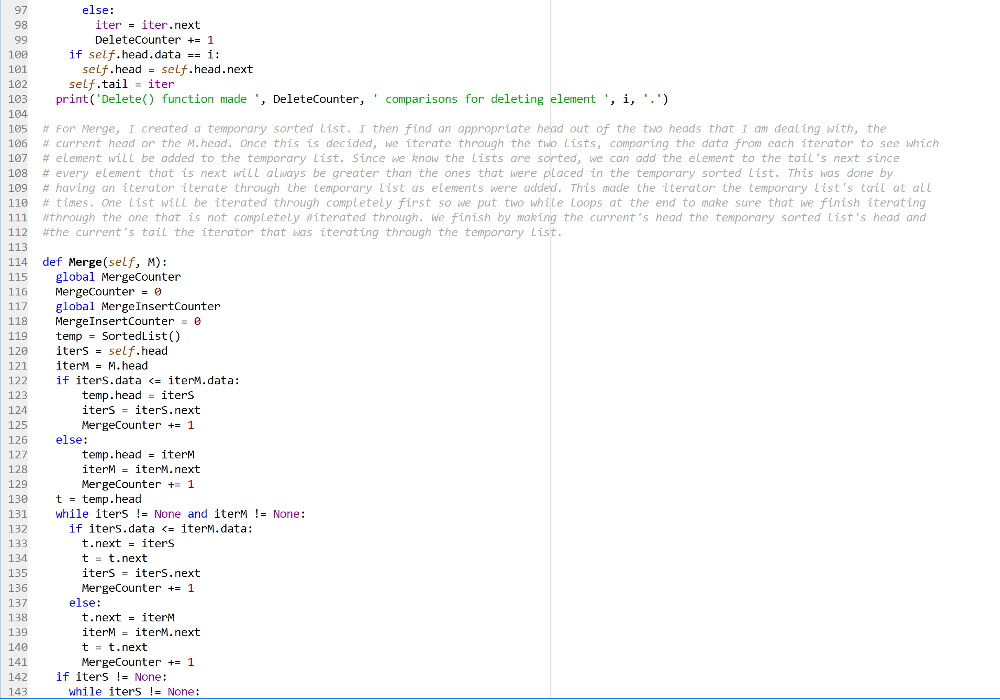 97 else:
98 iter = iter.next
99 DeleteCounter += 1
100 if self.head.data == i:
101 self.head = self.head.next
102 self.tail = iter
103 print('Delete() function made ', DeleteCounter, ' comparisons for deleting element ', i, '.')
104
105 # For Merge, I created a temporary sorted list. I then find an appropriate head out of the two heads that I am dealing with, the
106 # current head or the M.head. Once this is decided, we iterate through the two lists, comparing the data from each iterator to see which
107 # element will be added to the temporary list. Since we know the lists are sorted, we can add the element to the tail's next since
108 # every element that is next will always be greater than the ones that were placed in the temporary sorted list. This was done by
109 # having an iterator iterate through the temporary list as elements were added. This made the iterator the temporary list's tail at all
110 # times. One list will be iterated through completely first so we put two while loops at the end to make sure that we finish iterating
111 #through the one that is not completely #iterated through. We finish by making the current's head the temporary sorted list's head and
112 #the current's tail the iterator that was iterating through the temporary list.
113
114 def Merge(self, M):
115 global MergeCounter
116 MergeCounter = 0
117 global MergeInsertCounter
118 MergeInsertCounter = 0
119 temp = SortedList()
120 iterS = self.head
121 iterM = M.head
122 if iterS.data <= iterM.data:
123 temp.head = iterS
124 iterS = iterS.next
125 MergeCounter += 1
126 else:
127 temp.head = iterM
128 iterM = iterM.next
129 MergeCounter += 1
130 t = temp.head
131 while iterS != None and iterM != None:
132 if iterS.data <= iterM.data:
133 t.next = iterS
134 t = t.next
135 iterS = iterS.next
136 MergeCounter += 1
137 else:
138 t.next = iterM
139 iterM = iterM.next
140 t = t.next
141 MergeCounter += 1
142 if iterS != None:
143 while iterS != None: